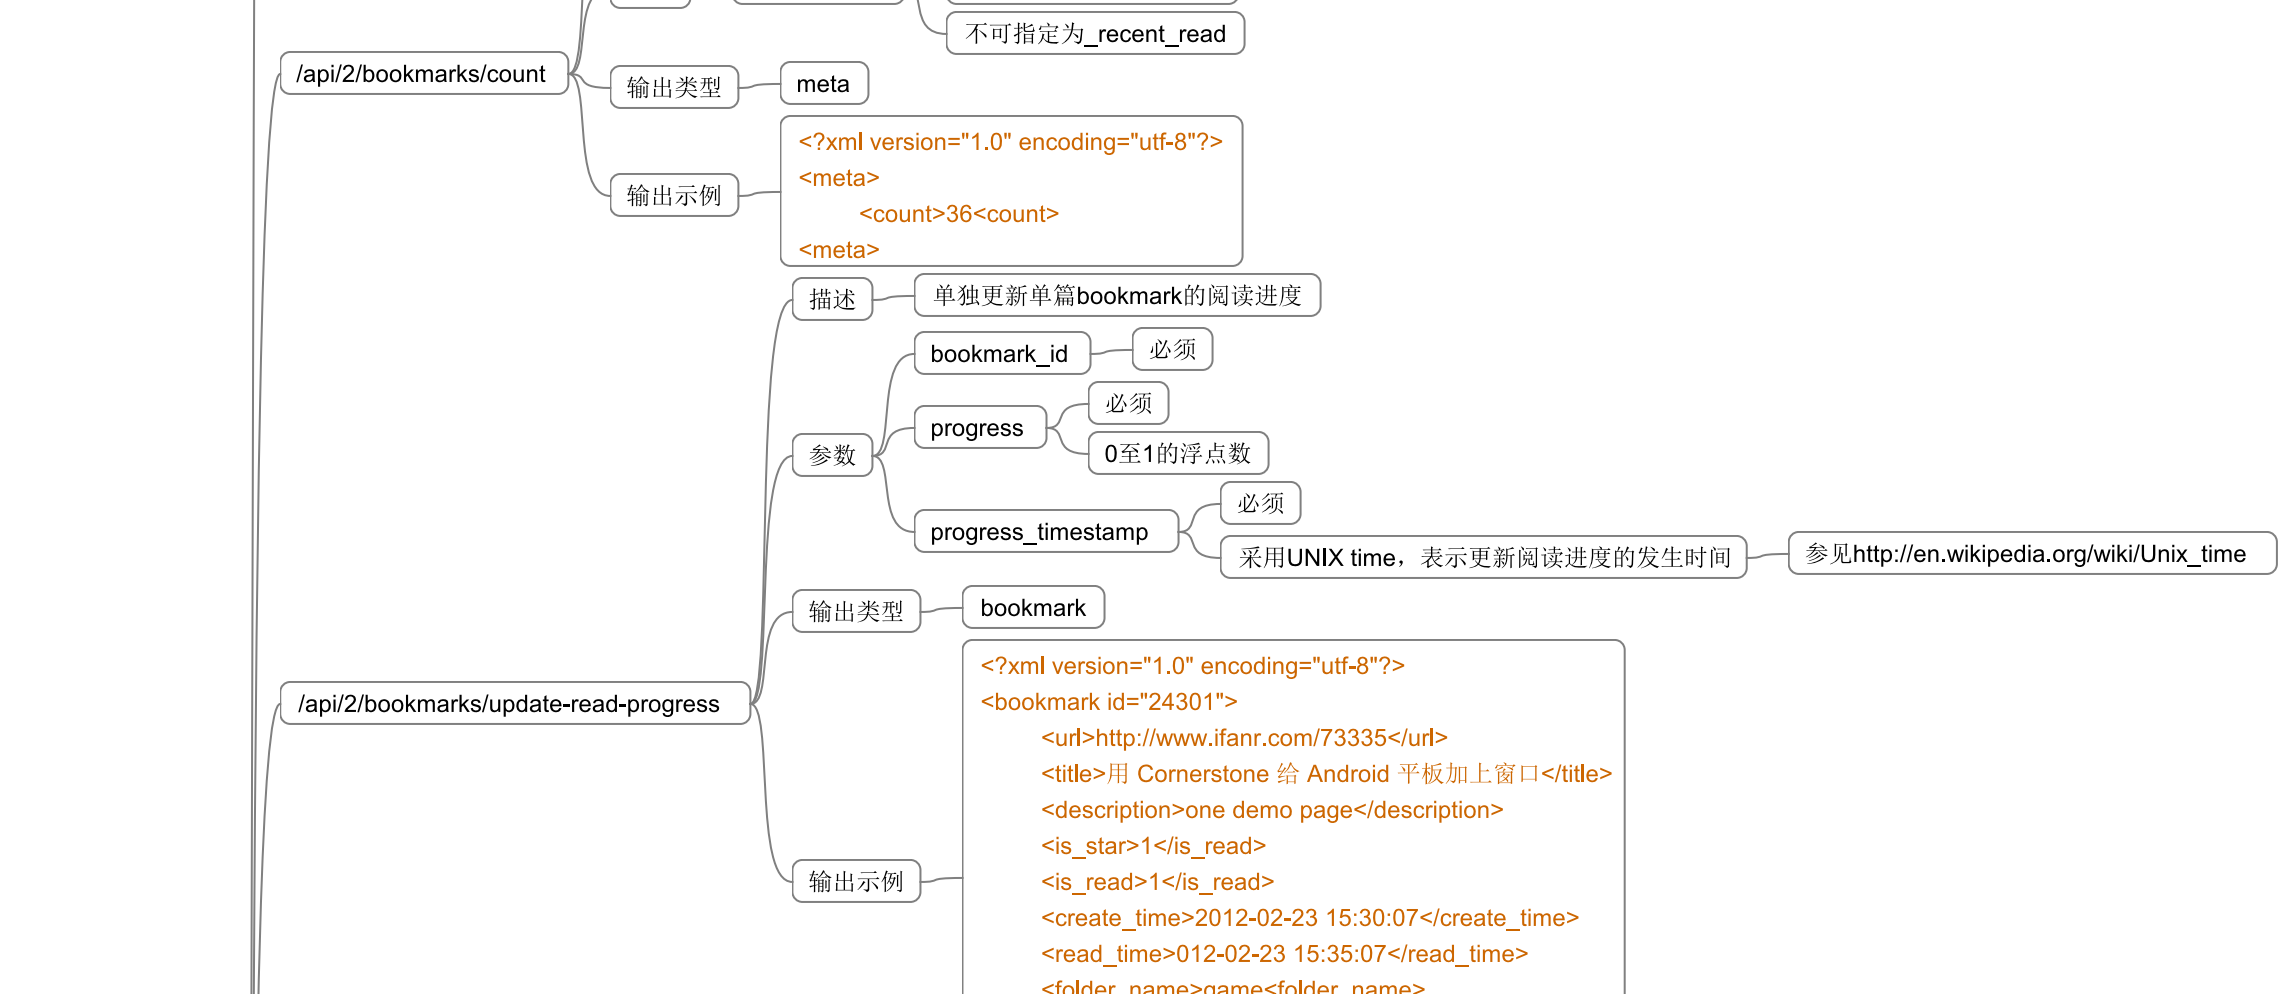 不可指定为_recent_read
/api/2/bookmarks/count
输出类型
meta
输出示例
<?xml version="1.0" encoding="utf-8"?>
<meta>
<count>36<count>
<meta>
描述
单独更新单篇bookmark的阅读进度
参数
bookmark_id
必须
progress
必须
0至1的浮点数
progress_timestamp
必须
采用UNIX time，表示更新阅读进度的发生时间
参见http://en.wikipedia.org/wiki/Unix_time
输出类型
bookmark
/api/2/bookmarks/update-read-progress
输出示例
<?xml version="1.0" encoding="utf-8"?>
<bookmark id="24301">
<url>http://www.ifanr.com/73335</url>
<title>用 Cornerstone 给 Android 平板加上窗口</title>
<description>one demo page</description>
<is_star>1</is_read>
<is_read>1</is_read>
<create_time>2012-02-23 15:30:07</create_time>
<read_time>012-02-23 15:35:07</read_time>
<folder_name>game<folder_name>